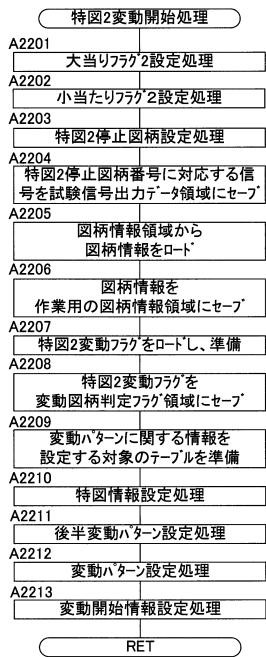 特図2変動開始処理
A2201
大当りフラグ2設定処理
A2202
小当たりフラグ2設定処理
A2203
特図2停止図柄設定処理
A2204
特図2停止図柄番号に対応する信
号を試験信号出力データ領域にセーブ
A2205
図柄情報領域から
図柄情報をロード
A2206
図柄情報を
作業用の図柄情報領域にセーブ
A2207
特図2変動フラグをロードし、準備
A2208
特図2変動フラグを
変動図柄判定フラグ領域にセーブ
A2209
変動パターンに関する情報を
設定する対象のテーブルを準備
A2210
特図情報設定処理
A2211
後半変動パターン設定処理
A2212
変動パターン設定処理
A2213
変動開始情報設定処理
RET